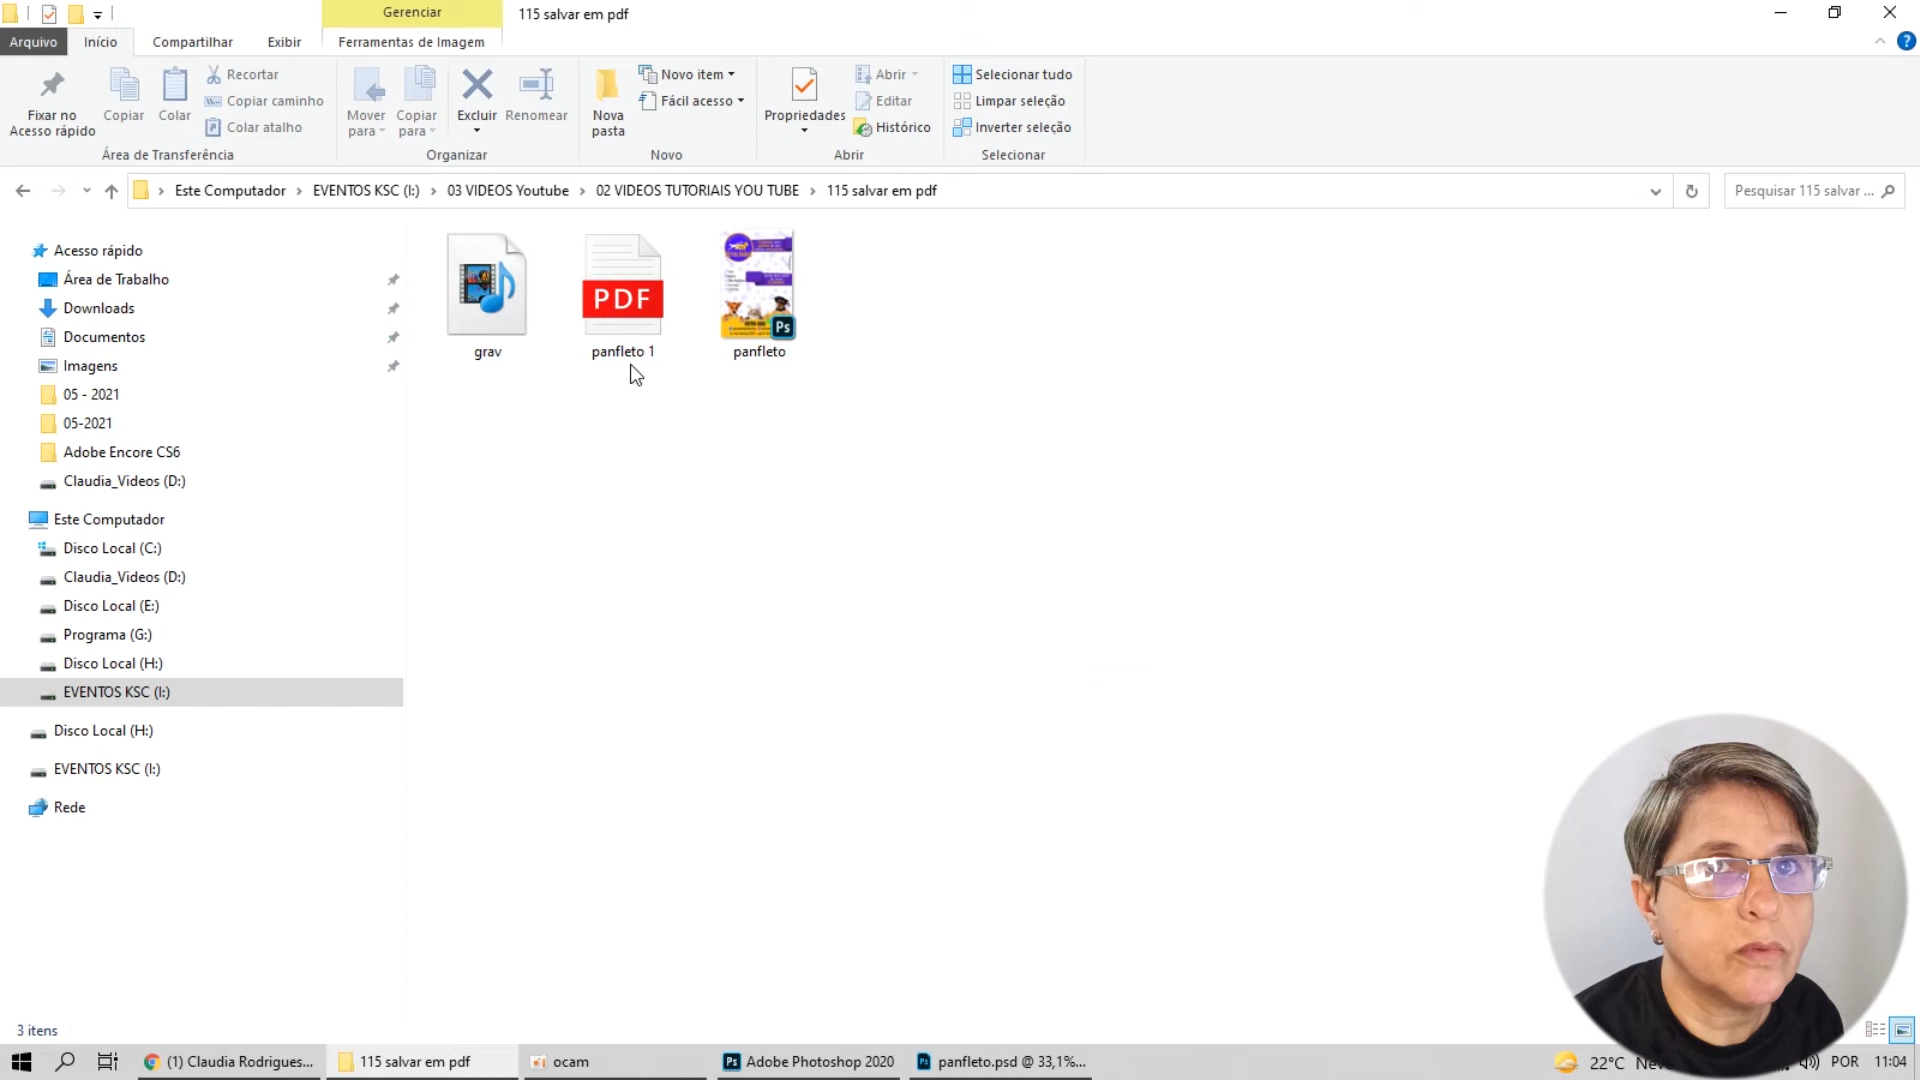 Gerenciar
115 salvar em pdf
Arquivo
Início
Compartilhar
Exibir
Ferramentas de Imagem
Fixar no
Acesso rápido
Copiar
Colar
Recortar
Copiar caminho
Colar atalho
Área de Transferência
Mover
para
Copiar
para
Excluir
Renomear
Organizar
Nova
pasta
Novo item
Fácil acesso
Novo
Propriedades
Abrir
Editar
Histórico
Abrir
Selecionar tudo
Limpar seleção
Inverter seleção
Selecionar
Este Computador
EVENTOS KSC (I:)
03 VIDEOS Youtube
02 VIDEOS TUTORIAIS YOU TUBE
115 salvar em pdf
Pesquisar 115 salvar ...
Acesso rápido
Área de Trabalho
Downloads
Documentos
Imagens
05 - 2021
05-2021
Adobe Encore CS6
Claudia_Videos (D:)
Este Computador
Disco Local (C:)
Claudia_Videos (D:)
Disco Local (E:)
Programa (G:)
Disco Local (H:)
EVENTOS KSC (I:)
Disco Local (H:)
EVENTOS KSC (I:)
Rede
grav
PDF
panfleto 1
Ps
panfleto
3 itens
(1) Claudia Rodrigues...
115 salvar em pdf
ocam
Ps
Adobe Photoshop 2020
Ps
panfleto.psd @ 33,1%...
22°C
POR
11:04